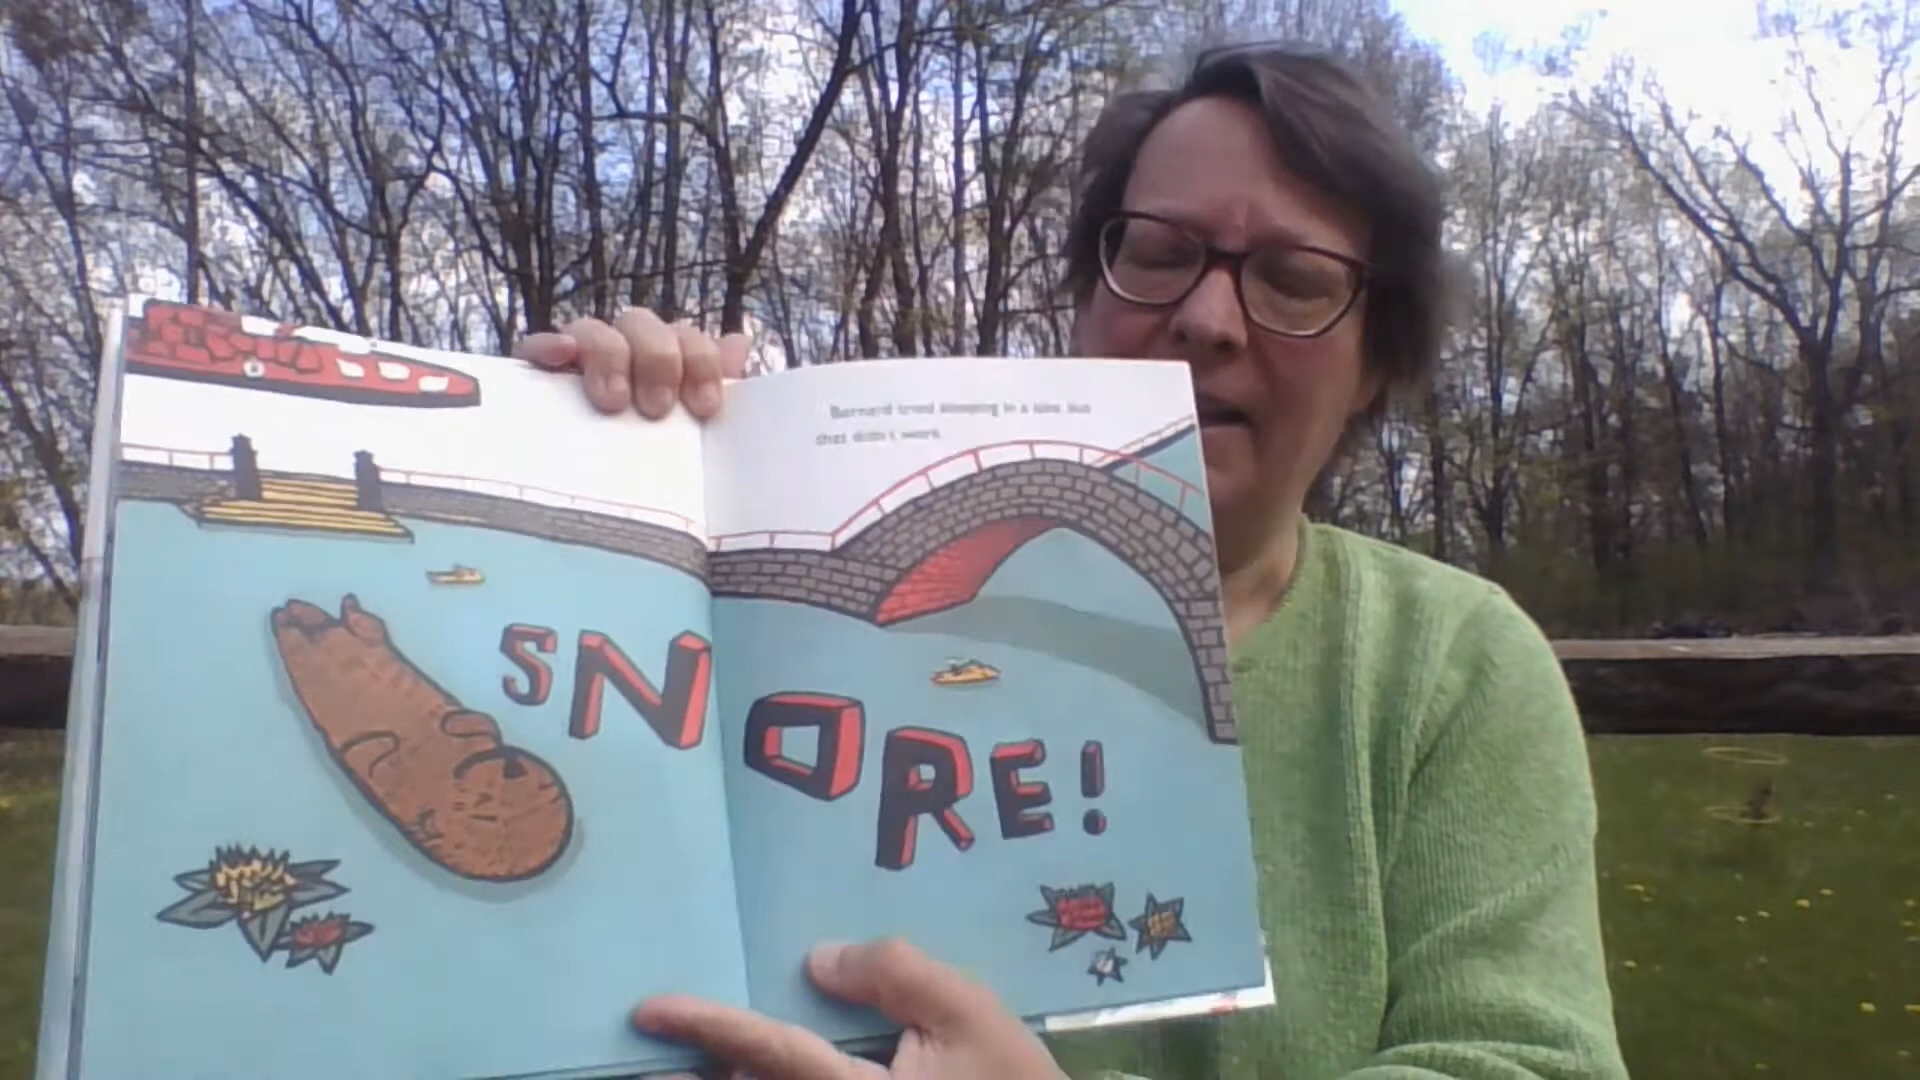 Bernard tried sleeping in a lake, but
that didn't work.
SNORE!